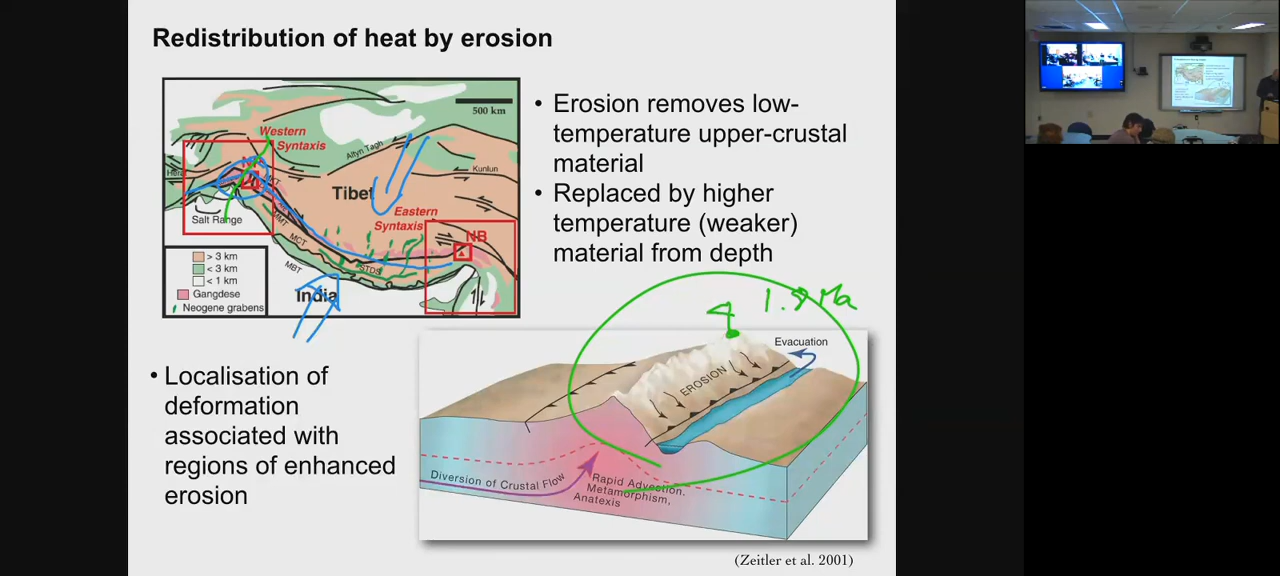 Redistribution of heat by erosion
500 km
Western
Syntaxis
Altyn Tagh
Kunlun
Tibet
Eastern
Syntaxis
NB
Salt Range
MMT
MCT
MBT
STDS
India
> 3 km
< 3 km
< 1 km
Gangdese
Neogene grabens
• Erosion removes low-
temperature upper-crustal
material
• Replaced by higher
temperature (weaker)
material from depth
• Localisation of
deformation
associated with
regions of enhanced
erosion
Evacuation
EROSION
Diversion of Crustal Flow
Rapid Advection,
Metamorphism,
Anatexis
(Zeitler et al. 2001)